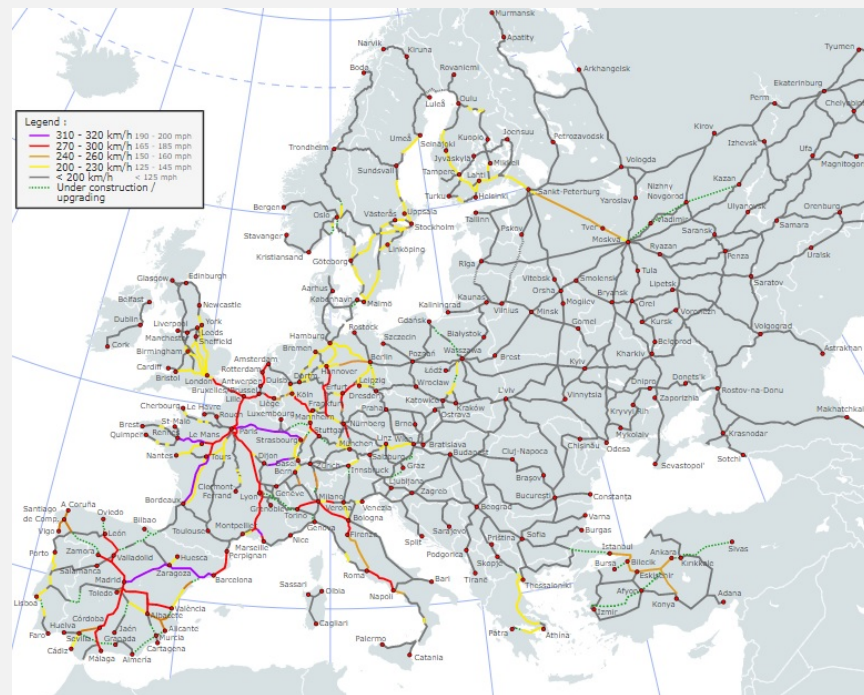 Murmansk
Apatity
Narvik
Kiruna
Tyumen
Bodø
Rovaniemi
Arkhangelsk
Ekaterinburg
Legend :
310 - 320 km/h 190 - 200 mph
270 - 300 km/h 165 - 185 mph
240 - 260 km/h 150 - 160 mph
200 - 230 km/h 125 - 145 mph
< 200 km/h < 125 mph
Under construction /
upgrading
Luleå
Oulu
Perm
Chelyabinsk
Umeå
Seinäjoki
Kuopio
Joensuu
Petrozavodsk
Kirov
Izhevsk
Ufa
Trondheim
Jyväskylä
Mikkeli
Vologda
Magnitogorsk
Sundsvall
Tampere
Lahti
Kazan
Turku
Helsinki
Sankt-Peterburg
Nizhny
Novgorod
Yaroslav
Ulyanovsk
Orenburg
Bergen
Oslo
Västerås
Uppsala
Stockholm
Tallinn
Vladimir
Samara
Stavanger
Pskov
Tver
Moskva
Saransk
Kristiansand
Linköping
Ryazan
Penza
Uralsk
Göteborg
Riga
Tula
Glasgow
Edinburgh
Vitebsk
Smolensk
Lipetsk
Saratov
Aarhus
Orsha
Bryansk
Belfast
Newcastle
København
Malmö
Kaliningrad
Kaunas
Vilnius
Mogilev
Orel
Voronezh
Dublin
Liverpool
York
Leeds
Rostock
Gdańsk
Minsk
Gomel
Kursk
Volgograd
Manchester
Sheffield
Hamburg
Szczecin
Białystok
Belgorod
Cork
Birmingham
Bremen
Poznań
Warszawa
Brest
Astrakhan
Cardiff
Amsterdam
Rotterdam
Hannover
Berlin
Łódź
Kyiv
Kharkiv
Bristol
London
Antwerpen
Duisb
Dortm
Leipzig
Wrocław
Dnipro
Donets'k
Rostov-na-Donu
Bruxelles/Brussel
Köln
Erfurt
Dresden
Katowice
L'viv
Vinnytsia
Zaporizhia
Lille
Liège
Frankfurt
Kraków
Kryvyi Rih
Makhatchkala
Cherbourg
Le Havre
Luxembourg
Praha
Ostrava
Rouen
Mannheim
Nürnberg
Brno
Mykolaiv
Krasnodar
Brest
St-Malo
Paris
Stuttgart
Chișinău
Odesa
Quimper
Rennes
Le Mans
Strasbourg
München
Linz
Wien
Bratislava
Sotchi
Nantes
Tours
Dijon
Basel
Salzburg
Budapest
Cluj-Napoca
Sevastopol'
Bern
Zürich
Innsbruck
Graz
Clermont
Ferrand
Genève
Ljubljana
Brașov
Lyon
Zagreb
Bordeaux
Grenoble
Milano
Verona
Venezia
București
Constanța
Santiago
de Comp.
A Coruña
Torino
Bologna
Beograd
Varna
Oviedo
Bilbao
Toulouse
Montpellier
Genova
Burgas
Vigo
León
Marseille
Nice
Firenze
Sarajevo
Sofia
Perpignan
Split
Priština
Istanbul
Ankara
Sivas
Porto
Zamora
Valladolid
Huesca
Podgorica
Skopje
Bursa
Bilecik
Kırıkkale
Salamanca
Zaragoza
Barcelona
Roma
Bari
Tiranë
Thessaloniki
Eskişehir
Madrid
Sassari
Olbia
Napoli
Afyon
Adana
Lisboa
Toledo
València
İzmir
Konya
Albacete
Cagliari
Huelva
Córdoba
Jaén
Alicante
Pátra
Athina
Faro
Sevilla
Granada
Murcia
Cartagena
Palermo
Cádiz
Málaga
Almería
Catania